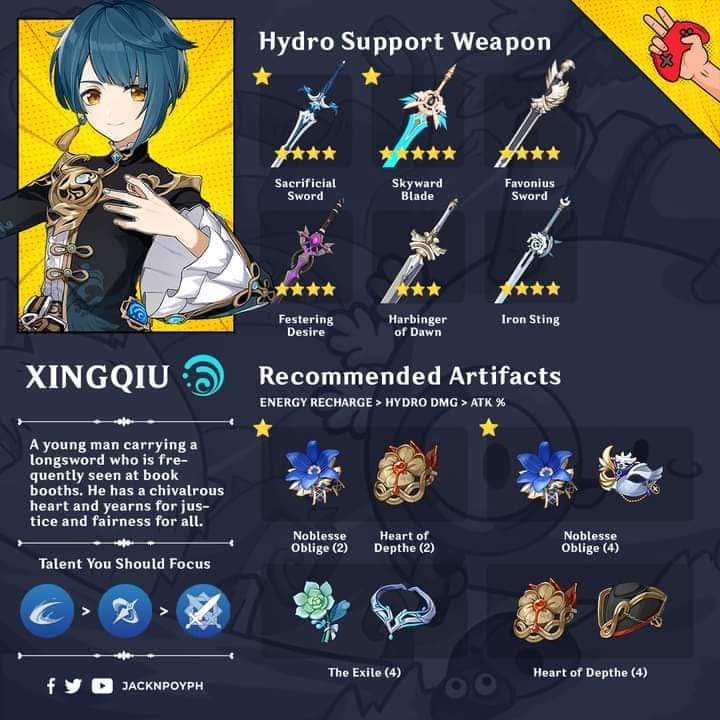 Hydro Support Weapon
Sacrificial
Sword
Skyward
Blade
Favonius
Sword
Festering
Desire
Harbinger
of Dawn
Iron Sting
XINGQIU
A young man carrying a
longsword who is fre-
quently seen at book
booths. He has a chivalrous
heart and yearns for jus-
tice and fairness for all.
Talent You Should Focus
> >
JACKNPOYPH
Recommended Artifacts
ENERGY RECHARGE > HYDRO DMG > ATK %
Noblesse
Oblige (2)
Heart of
Depthe (2)
Noblesse
Oblige (4)
The Exile (4)
Heart of Depthe (4)